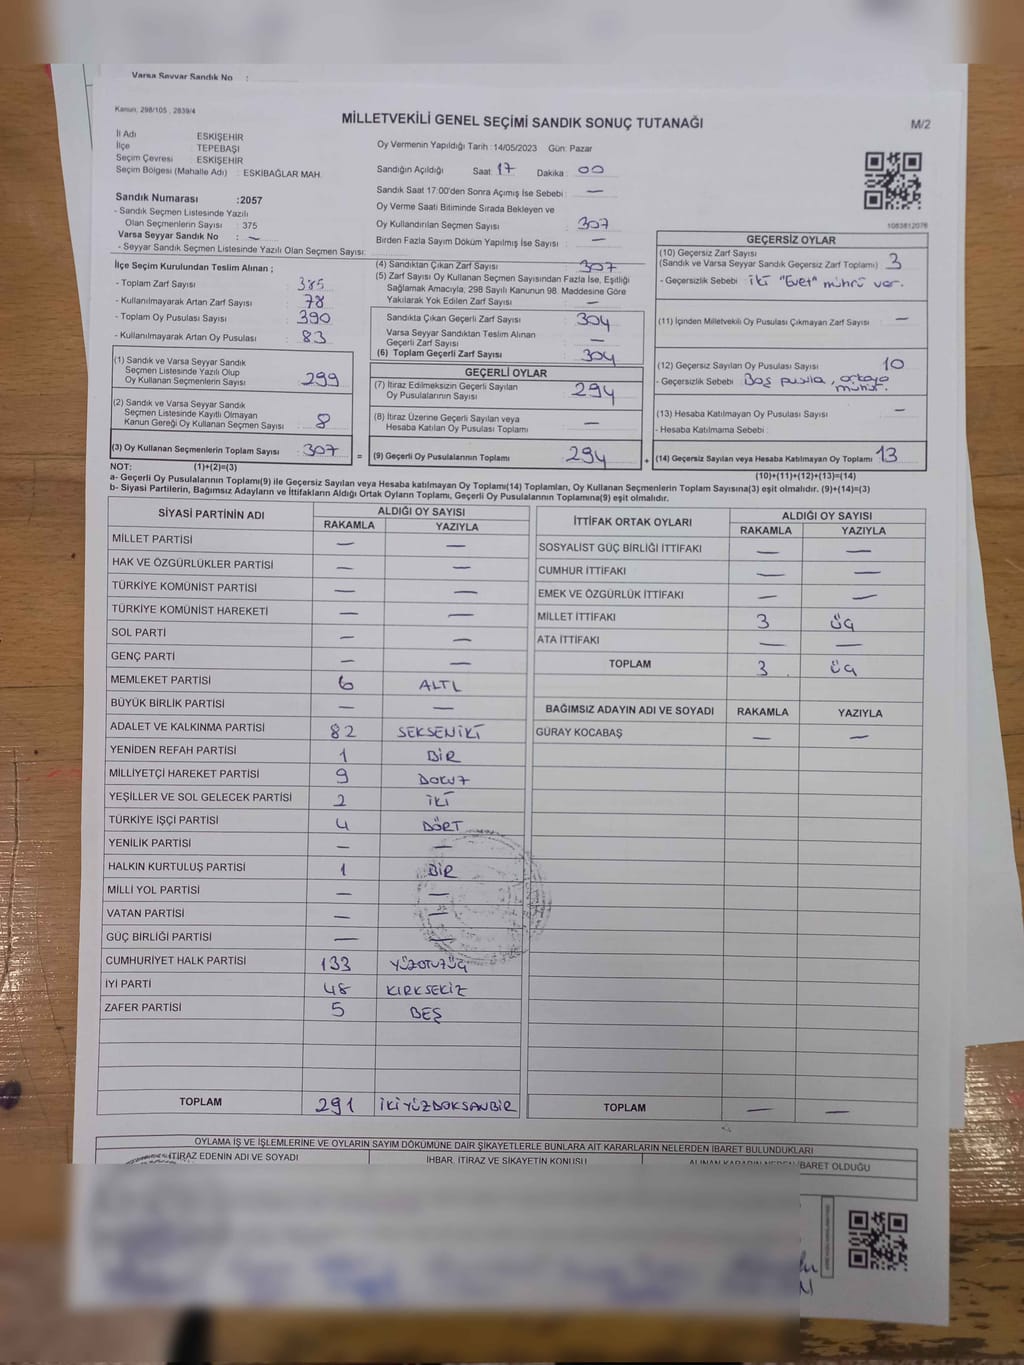 Varsa Seyyar Sandık No :
Kanun: 298/105 , 2839/4
MİLLETVEKİLİ GENEL SEÇİMİ SANDIK SONUÇ TUTANAĞI
M/2
İl Adı ESKİŞEHİR
İlçe : TEPEBAŞI
Seçim Çevresi : ESKİŞEHİR
Seçim Bölgesi (Mahalle Adı) : ESKİBAĞLAR MAH.
Oy Vermenin Yapıldığı Tarih : 14/05/2023 Gün: Pazar
Sandığın Açıldığı Saat: 17 Dakika : 00
Sandık Saat 17:00'den Sonra Açımış İse Sebebi : —
Oy Verme Saati Bitiminde Sırada Bekleyen ve
Oy Kullandırılan Seçmen Sayısı : 307
Birden Fazla Sayım Döküm Yapılmış İse Sayısı : —
Sandık Numarası :2057
- Sandık Seçmen Listesinde Yazılı
Olan Seçmenlerin Sayısı : 375
Varsa Seyyar Sandık No : —
- Seyyar Sandık Seçmen Listesinde Yazılı Olan Seçmen Sayısı:
1083812076
İlçe Seçim Kurulundan Teslim Alınan ;
- Toplam Zarf Sayısı : 385
- Kullanılmayarak Artan Zarf Sayısı : 78
- Toplam Oy Pusulası Sayısı : 390
- Kullanılmayarak Artan Oy Pusulası : 83
(1) Sandık ve Varsa Seyyar Sandık
Seçmen Listesinde Yazılı Olup
Oy Kullanan Seçmenlerin Sayısı : 299
(2) Sandık ve Varsa Seyyar Sandık
Seçmen Listesinde Kayıtlı Olmayan
Kanun Gereği Oy Kullanan Seçmen Sayısı : 8
(3) Oy Kullanan Seçmenlerin Toplam Sayısı : 307 =
(4) Sandıktan Çıkan Zarf Sayısı : 307
(5) Zarf Sayısı Oy Kullanan Seçmen Sayısından Fazla İse, Eşitliği
Sağlamak Amacıyla, 298 Sayılı Kanunun 98. Maddesine Göre
Yakılarak Yok Edilen Zarf Sayısı : —
Sandıkta Çıkan Geçerli Zarf Sayısı : 304
Varsa Seyyar Sandıktan Teslim Alınan
Geçerli Zarf Sayısı : —
(6) Toplam Geçerli Zarf Sayısı : 304
GEÇERLİ OYLAR
(7) İtiraz Edilmeksizin Geçerli Sayılan
Oy Pusulalarının Sayısı : 294
(8) İtiraz Üzerine Geçerli Sayılan veya
Hesaba Katılan Oy Pusulası Toplamı : —
(9) Geçerli Oy Pusulalarının Toplamı : 294 +
GEÇERSİZ OYLAR
(10) Geçersiz Zarf Sayısı
(Sandık ve Varsa Seyyar Sandık Geçersiz Zarf Toplamı) : 3
- Geçersizlik Sebebi : iki "Evet" mührü var.
(11) İçinden Milletvekili Oy Pusulası Çıkmayan Zarf Sayısı : —
(12) Geçersiz Sayılan Oy Pusulası Sayısı : 10
- Geçersizlik Sebebi : Boş pusula, ortaya
mühür.
(13) Hesaba Katılmayan Oy Pusulası Sayısı : —
- Hesaba Katılmama Sebebi :
(14) Geçersiz Sayılan veya Hesaba Katılmayan Oy Toplamı : 13
NOT: (1)+(2)=(3) (10)+(11)+(12)+(13)=(14)
a- Geçerli Oy Pusulalarının Toplamı(9) ile Geçersiz Sayılan veya Hesaba katılmayan Oy Toplamı(14) Toplamları, Oy Kullanan Seçmenlerin Toplam Sayısına(3) eşit olmalıdır. (9)+(14)=(3)
b- Siyasi Partilerin, Bağımsız Adayların ve İttifakların Aldığı Ortak Oyların Toplamı, Geçerli Oy Pusulalarının Toplamına(9) eşit olmalıdır.
SİYASİ PARTİNİN ADI ALDIĞI OY SAYISI
RAKAMLA YAZIYLA
MİLLET PARTİSİ — —
HAK VE ÖZGÜRLÜKLER PARTİSİ — —
TÜRKİYE KOMÜNİST PARTİSİ — —
TÜRKİYE KOMÜNİST HAREKETİ — —
SOL PARTİ — —
GENÇ PARTİ — —
MEMLEKET PARTİSİ 6 ALTI
BÜYÜK BİRLİK PARTİSİ — —
ADALET VE KALKINMA PARTİSİ 82 SEKSENİKİ
YENİDEN REFAH PARTİSİ 1 BİR
MİLLİYETÇİ HAREKET PARTİSİ 9 DOKUZ
YEŞİLLER VE SOL GELECEK PARTİSİ 2 İKİ
TÜRKİYE İŞÇİ PARTİSİ 4 DÖRT
YENİLİK PARTİSİ — —
HALKIN KURTULUŞ PARTİSİ 1 BİR
MİLLİ YOL PARTİSİ — —
VATAN PARTİSİ — —
GÜÇ BİRLİĞİ PARTİSİ — —
CUMHURİYET HALK PARTİSİ 133 YÜZOTUZÜÇ
İYİ PARTİ 48 KIRKSEKİZ
ZAFER PARTİSİ 5 BEŞ
TOPLAM 291 İKİYÜZDOKSANBİR
İTTİFAK ORTAK OYLARI ALDIĞI OY SAYISI
RAKAMLA YAZIYLA
SOSYALİST GÜÇ BİRLİĞİ İTTİFAKI — —
CUMHUR İTTİFAKI — —
EMEK VE ÖZGÜRLÜK İTTİFAKI — —
MİLLET İTTİFAKI 3 ÜÇ
ATA İTTİFAKI — —
TOPLAM 3 ÜÇ
BAĞIMSIZ ADAYIN ADI VE SOYADI RAKAMLA YAZIYLA
GÜRAY KOCABAŞ — —
TOPLAM — —
OYLAMA İŞ VE İŞLEMLERİNE VE OYLARIN SAYIM DÖKÜMÜNE DAİR ŞİKAYETLERLE BUNLARA AİT KARARLARIN NELERDEN İBARET BULUNDUKLARI
İTİRAZ EDENİN ADI VE SOYADI İHBAR, İTİRAZ VE ŞİKAYETİN KONUSU ALINAN KARARIN NEDEN İBARET OLDUĞU